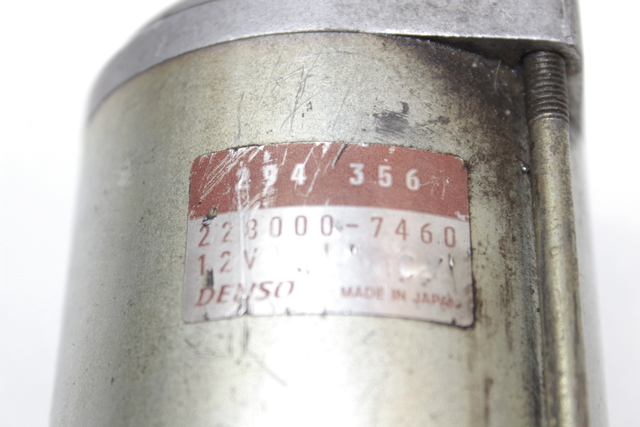 294 356
228000-7460
12V
DENSO MADE IN JAPAN